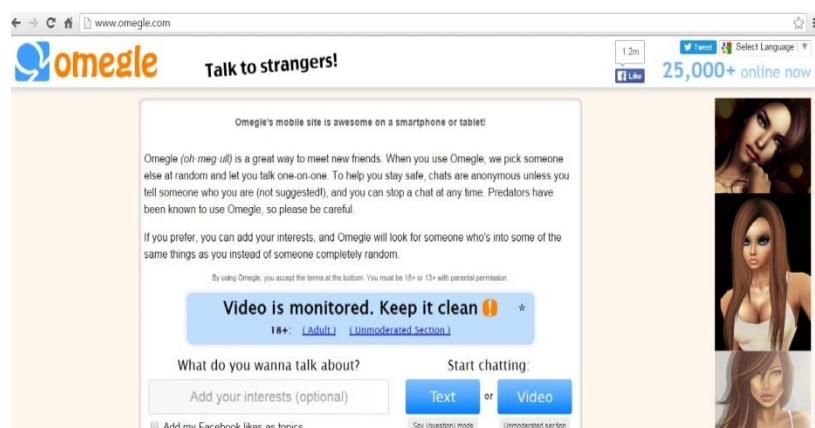 www.omegle.com
omegle
Talk to strangers!
1.2m
Like
Tweet
Select Language
25,000+ online now
Omegle's mobile site is awesome on a smartphone or tablet!
Omegle (oh·meg·ull) is a great way to meet new friends. When you use Omegle, we pick someone
else at random and let you talk one-on-one. To help you stay safe, chats are anonymous unless you
tell someone who you are (not suggested!), and you can stop a chat at any time. Predators have
been known to use Omegle, so please be careful.
If you prefer, you can add your interests, and Omegle will look for someone who's into some of the
same things as you instead of someone completely random.
By using Omegle, you accept the terms at the bottom. You must be 18+ or 13+ with parental permission.
Video is monitored. Keep it clean ! *
18+: (Adult) (Unmoderated Section)
What do you wanna talk about?
Start chatting:
Add your interests (optional)
Text or Video
Add my Facebook likes as topics
Spy (question) mode
Unmoderated section